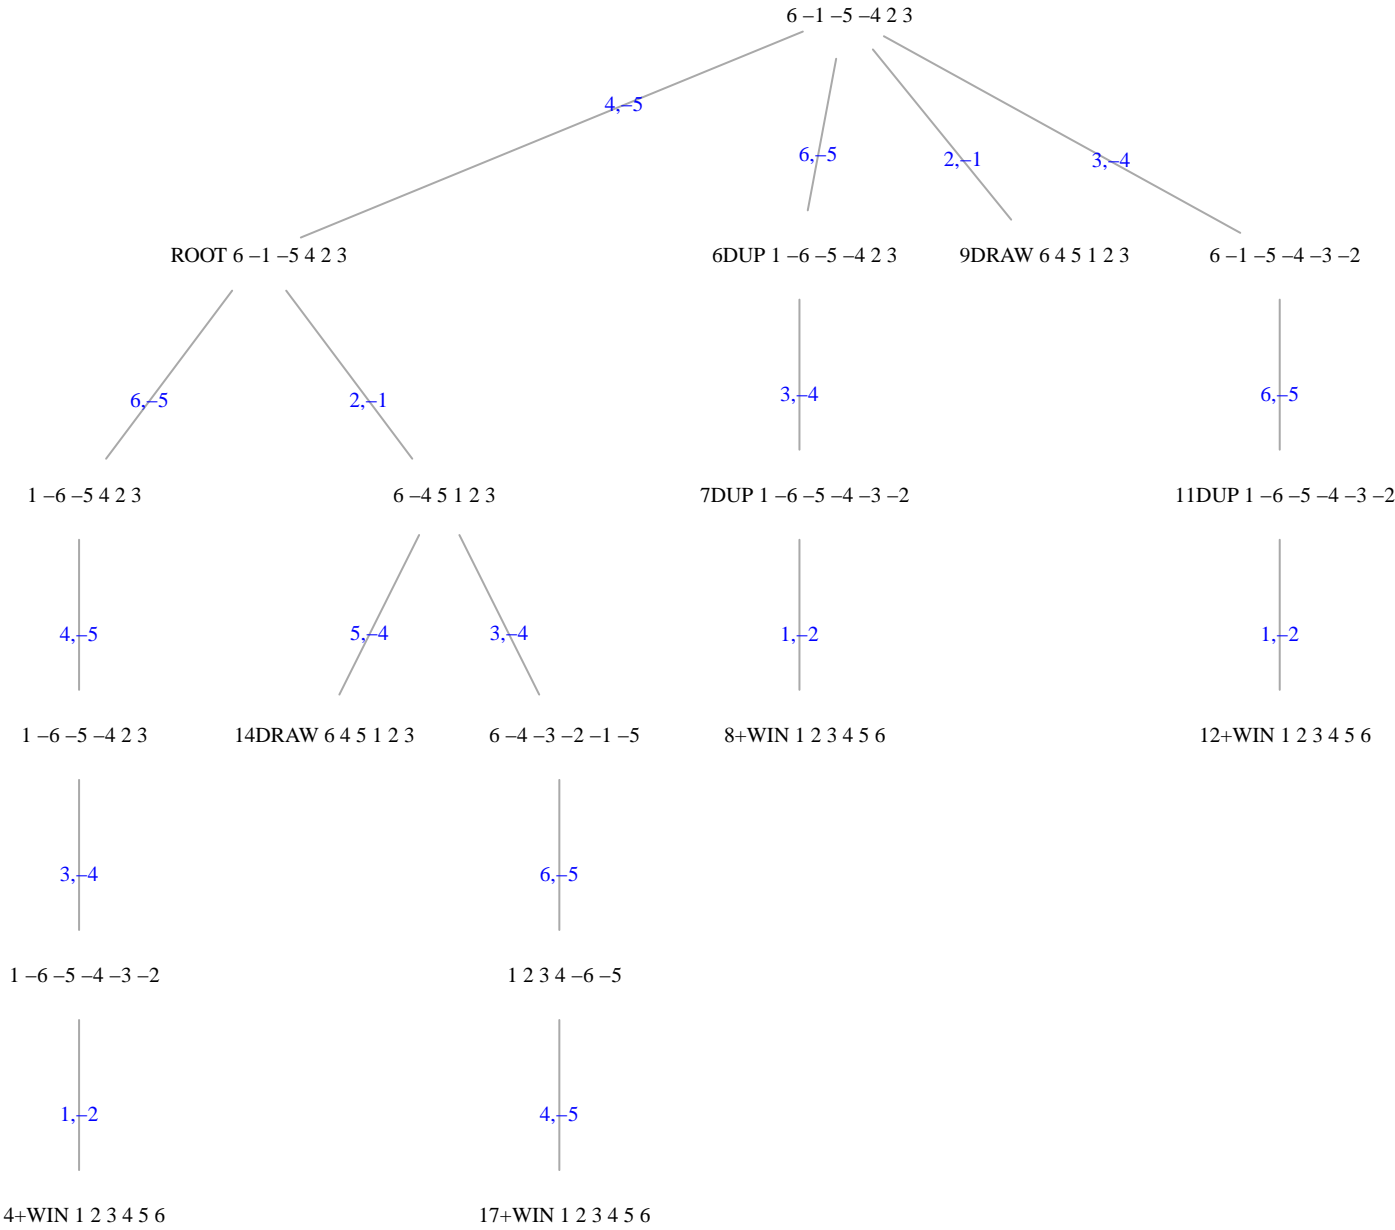 6 –1 –5 –4 2 3
4,–5
6,–5
2,–1
3,–4
ROOT 6 –1 –5 4 2 3
6DUP 1 –6 –5 –4 2 3
9DRAW 6 4 5 1 2 3
6 –1 –5 –4 –3 –2
6,–5
2,–1
3,–4
6,–5
1 –6 –5 4 2 3
6 –4 5 1 2 3
7DUP 1 –6 –5 –4 –3 –2
11DUP 1 –6 –5 –4 –3 –2
4,–5
5,–4
3,–4
1,–2
1,–2
1 –6 –5 –4 2 3
14DRAW 6 4 5 1 2 3
6 –4 –3 –2 –1 –5
8+WIN 1 2 3 4 5 6
12+WIN 1 2 3 4 5 6
3,–4
6,–5
1 –6 –5 –4 –3 –2
1 2 3 4 –6 –5
1,–2
4,–5
4+WIN 1 2 3 4 5 6
17+WIN 1 2 3 4 5 6